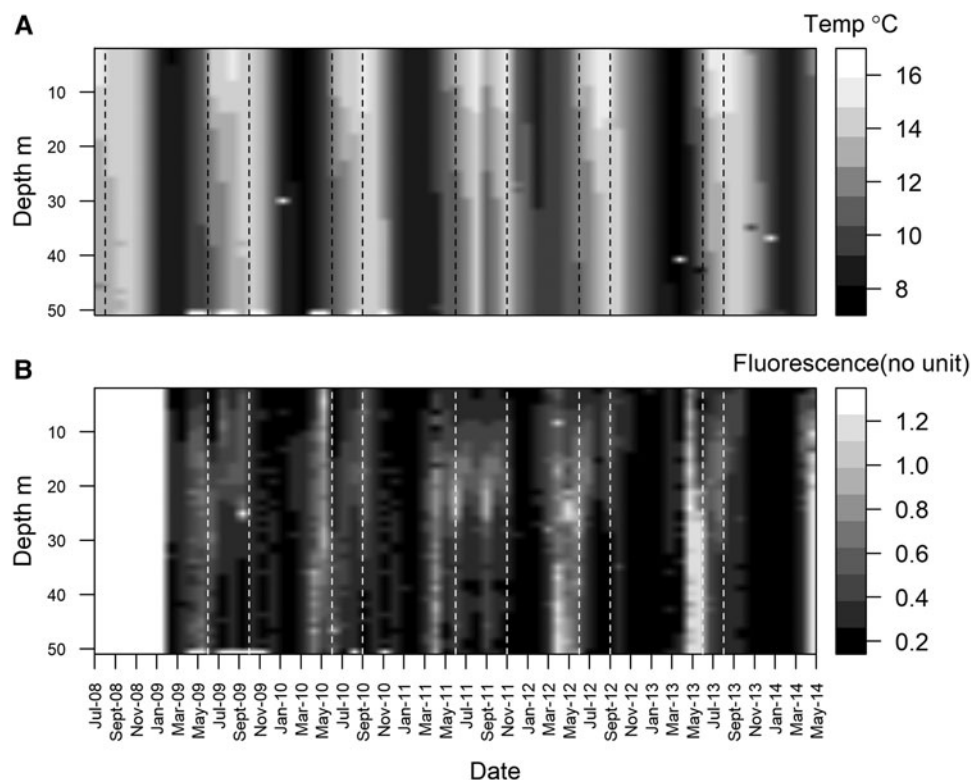 A
Temp °C
Depth m
10
20
30
40
50
16
14
12
10
8
B
Fluorescence(no unit)
Depth m
10
20
30
40
50
1.2
1.0
0.8
0.6
0.4
0.2
Jul-08
Sept-08
Nov-08
Jan-09
Mar-09
May-09
Jul-09
Sept-09
Nov-09
Jan-10
Mar-10
May-10
Jul-10
Sept-10
Nov-10
Jan-11
Mar-11
May-11
Jul-11
Sept-11
Nov-11
Jan-12
Mar-12
May-12
Jul-12
Sept-12
Nov-12
Jan-13
Mar-13
May-13
Jul-13
Sept-13
Nov-13
Jan-14
Mar-14
May-14
Date